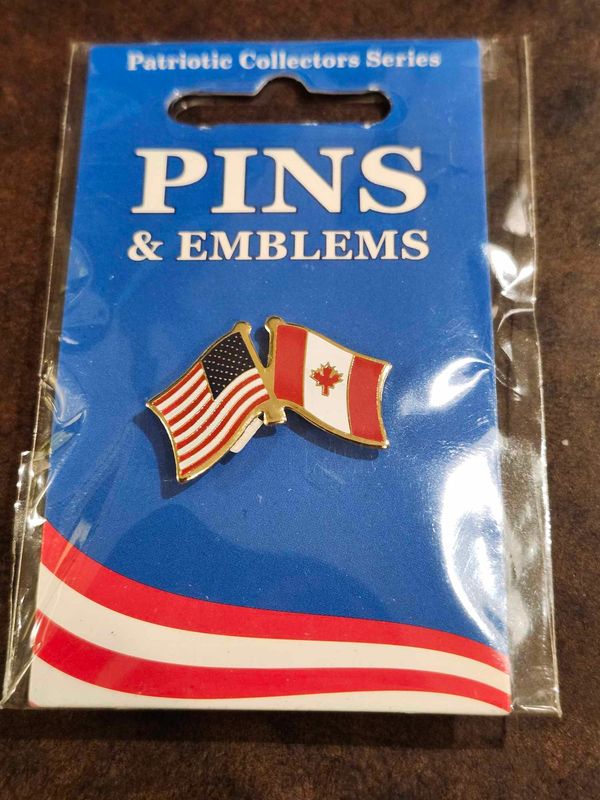 Patriotic Collectors Series
PINS
& EMBLEMS